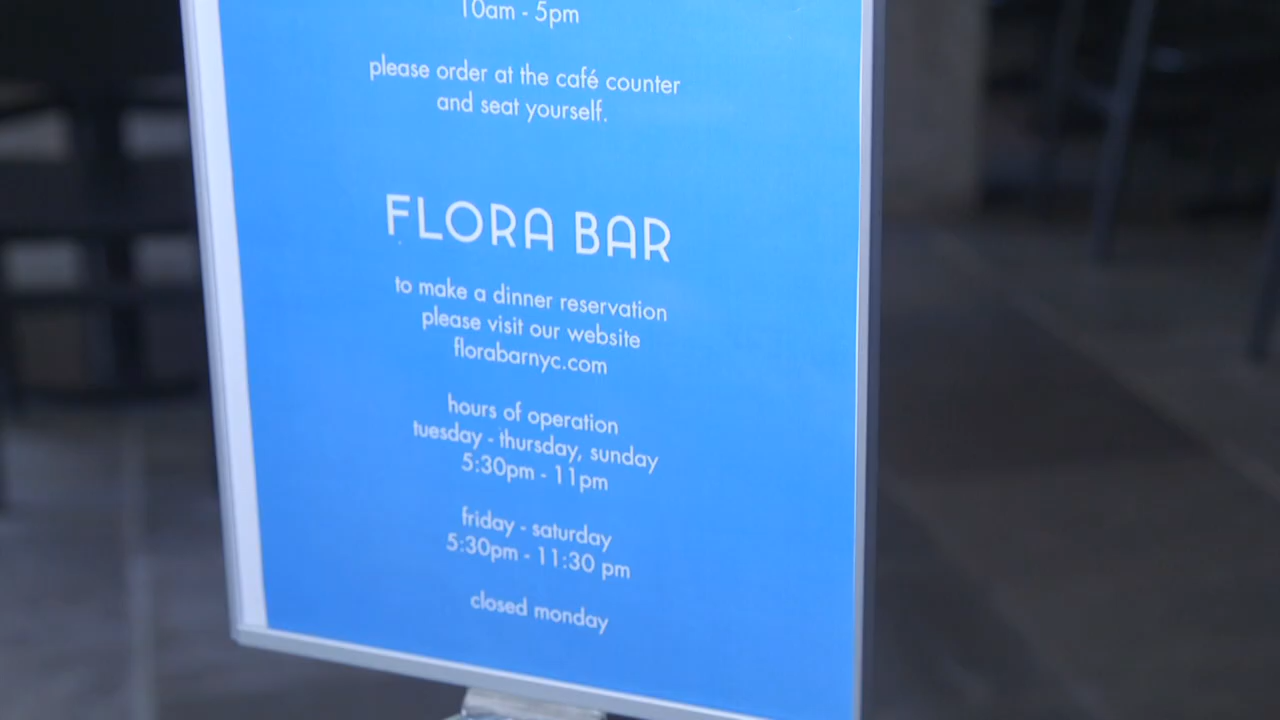 10am - 5pm
please order at the café counter
and seat yourself.
FLORA BAR
to make a dinner reservation
please visit our website
florabarnyc.com
hours of operation
tuesday - thursday, sunday
5:30pm - 11pm
friday - saturday
5:30pm - 11:30 pm
closed monday